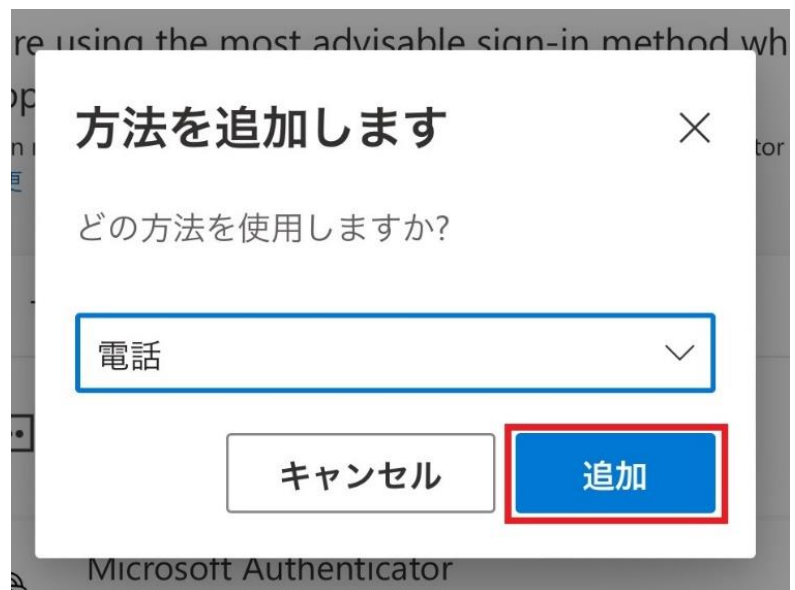 re using the most advisable sign-in method wh
方法を追加します
tor
更
どの方法を使用しますか?
電話
キャンセル
追加
Microsoft Authenticator